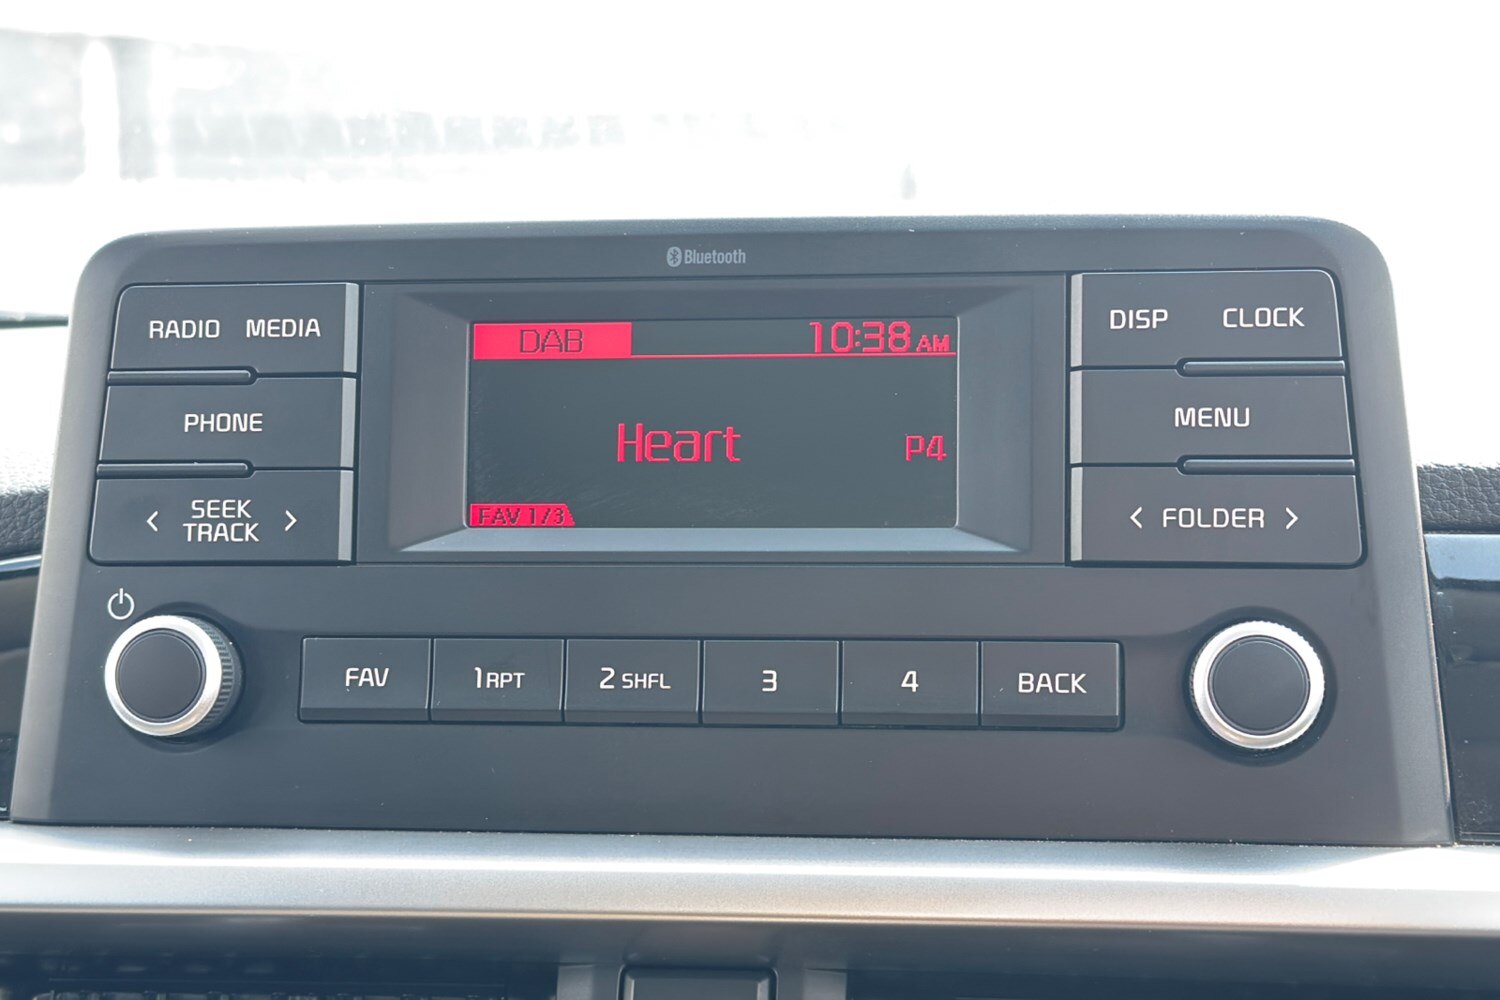 Bluetooth
RADIO MEDIA
PHONE
< SEEK TRACK >
DAB 10:38 AM
Heart P4
FAV 1/3
DISP CLOCK
MENU
< FOLDER >
FAV 1 RPT 2 SHFL 3 4 BACK